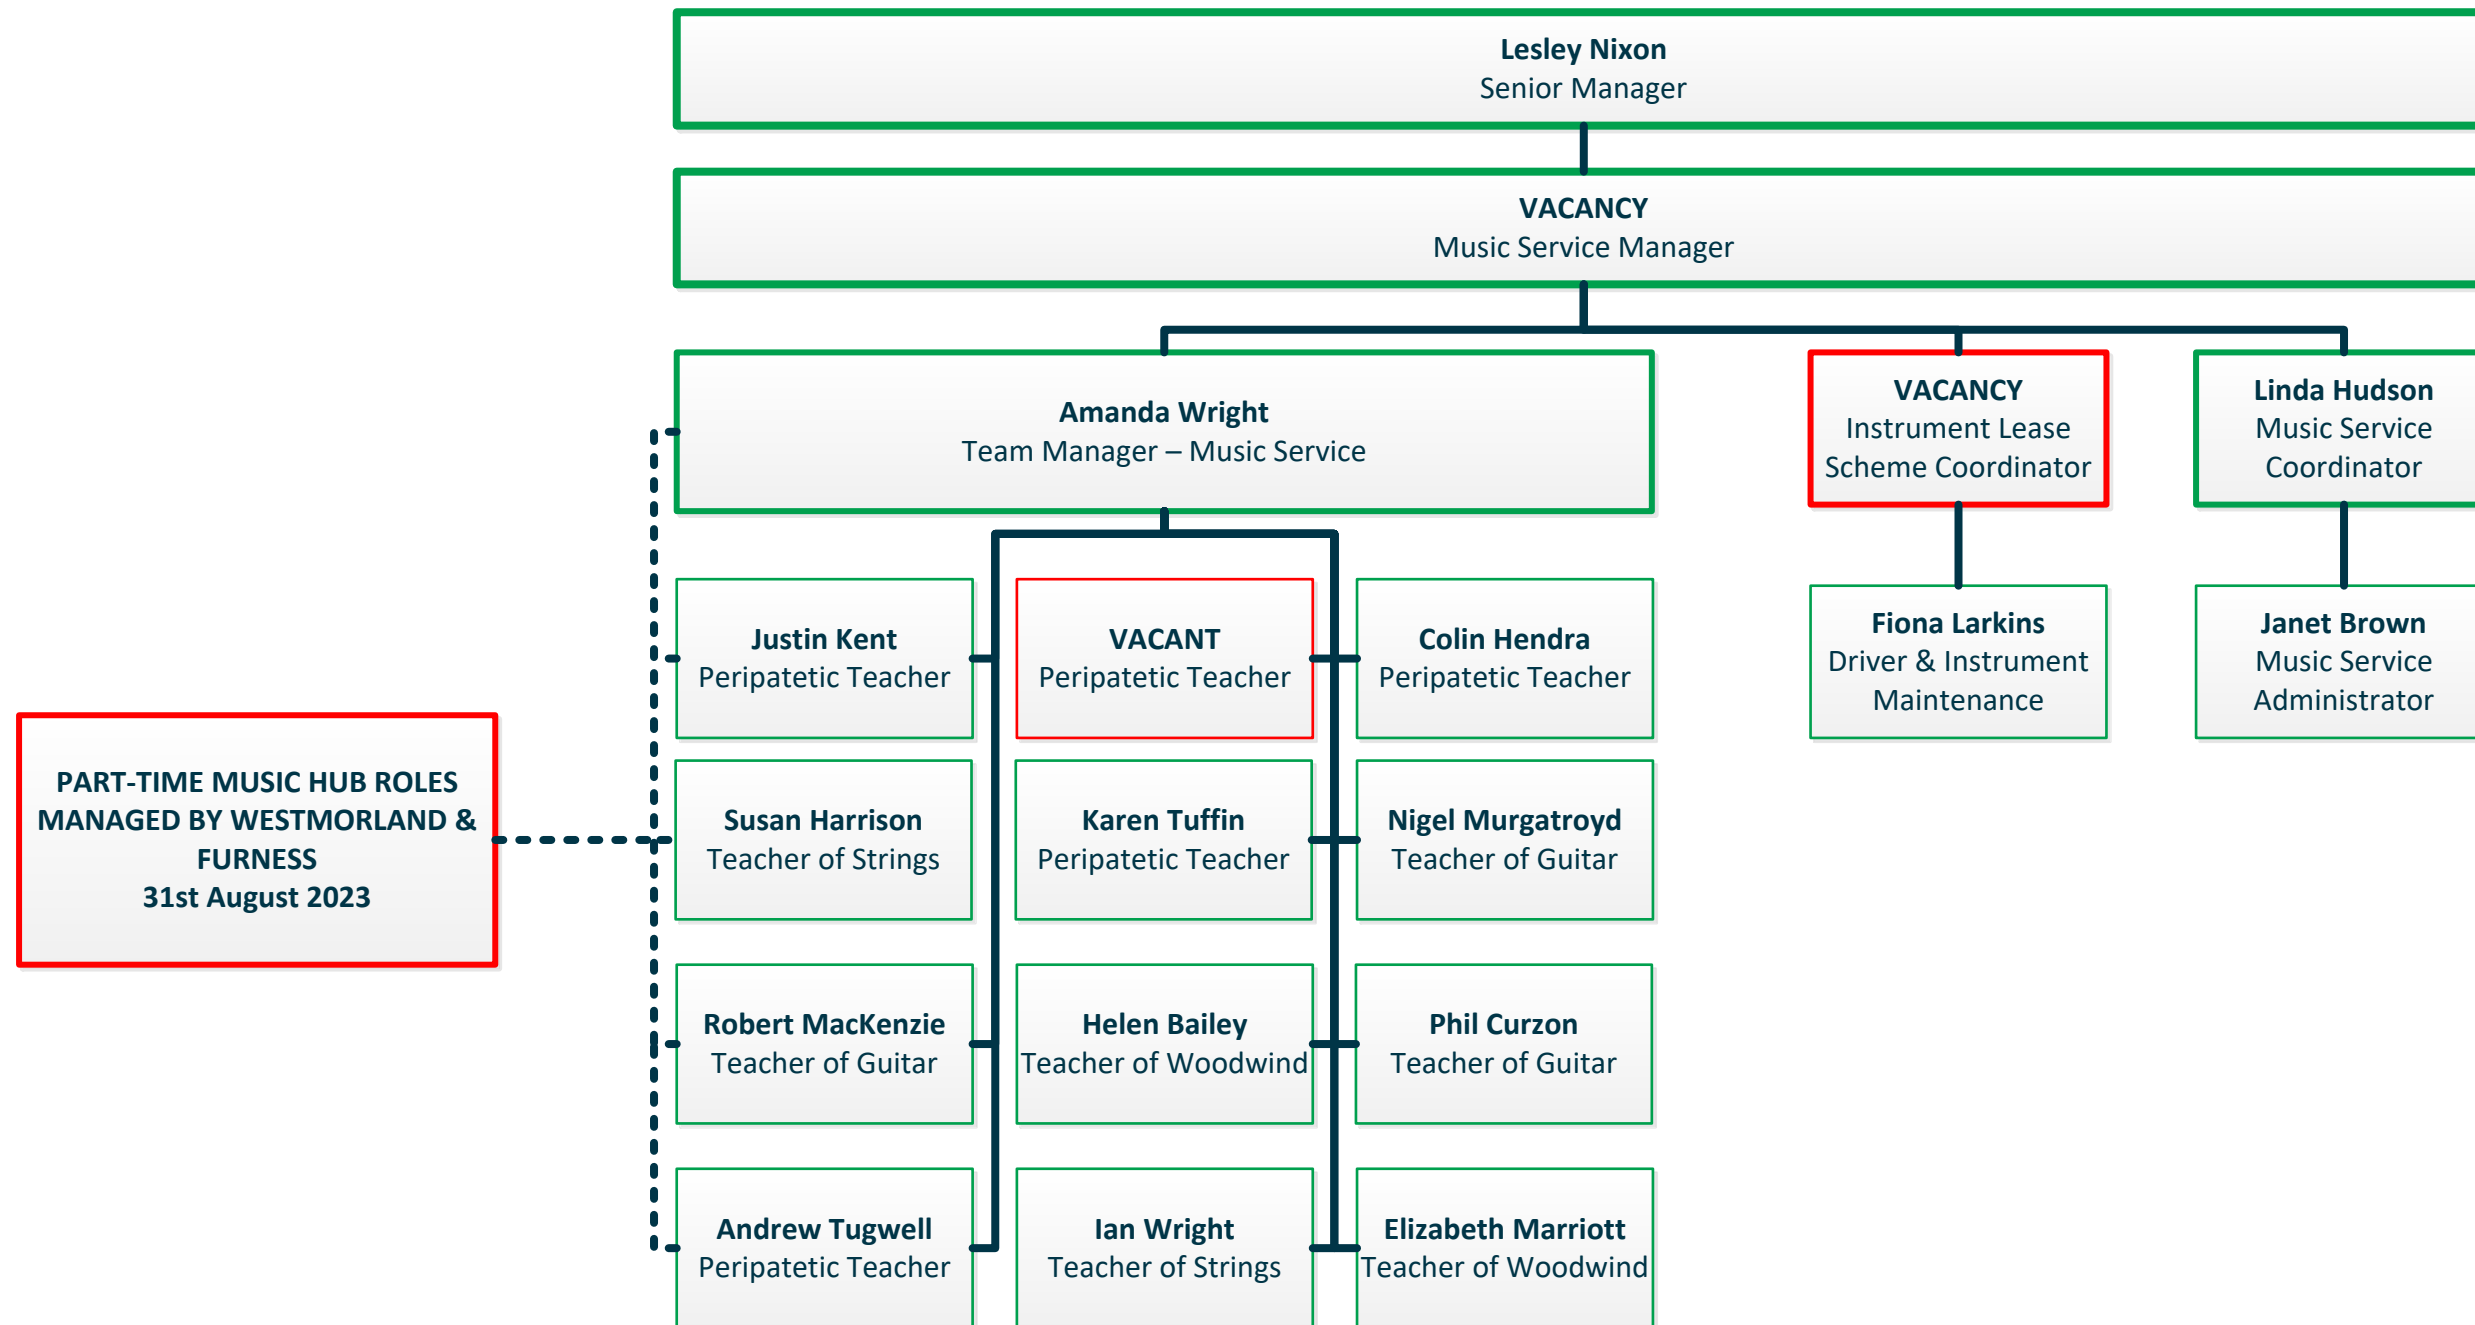 Lesley Nixon
Senior Manager
VACANCY
Music Service Manager
Amanda Wright
Team Manager – Music Service
VACANCY
Instrument Lease
Scheme Coordinator
Linda Hudson
Music Service
Coordinator
Justin Kent
Peripatetic Teacher
VACANT
Peripatetic Teacher
Colin Hendra
Peripatetic Teacher
Fiona Larkins
Driver & Instrument
Maintenance
Janet Brown
Music Service
Administrator
PART-TIME MUSIC HUB ROLES
MANAGED BY WESTMORLAND &
FURNESS
31st August 2023
Susan Harrison
Teacher of Strings
Karen Tuffin
Peripatetic Teacher
Nigel Murgatroyd
Teacher of Guitar
Robert MacKenzie
Teacher of Guitar
Helen Bailey
Teacher of Woodwind
Phil Curzon
Teacher of Guitar
Andrew Tugwell
Peripatetic Teacher
Ian Wright
Teacher of Strings
Elizabeth Marriott
Teacher of Woodwind